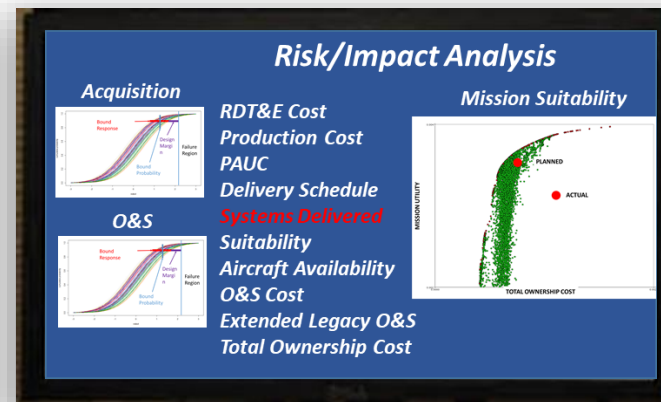 Risk/Impact Analysis
Acquisition
Bound
Response
Design
Margi
n
Failure
Region
Bound
Probability
O&S
Bound
Response
Design
Margi
n
Failure
Region
Bound
Probability
RDT&E Cost
Production Cost
PAUC
Delivery Schedule
Systems Delivered
Suitability
Aircraft Availability
O&S Cost
Extended Legacy O&S
Total Ownership Cost
Mission Suitability
MISSION UTILITY
PLANNED
ACTUAL
TOTAL OWNERSHIP COST